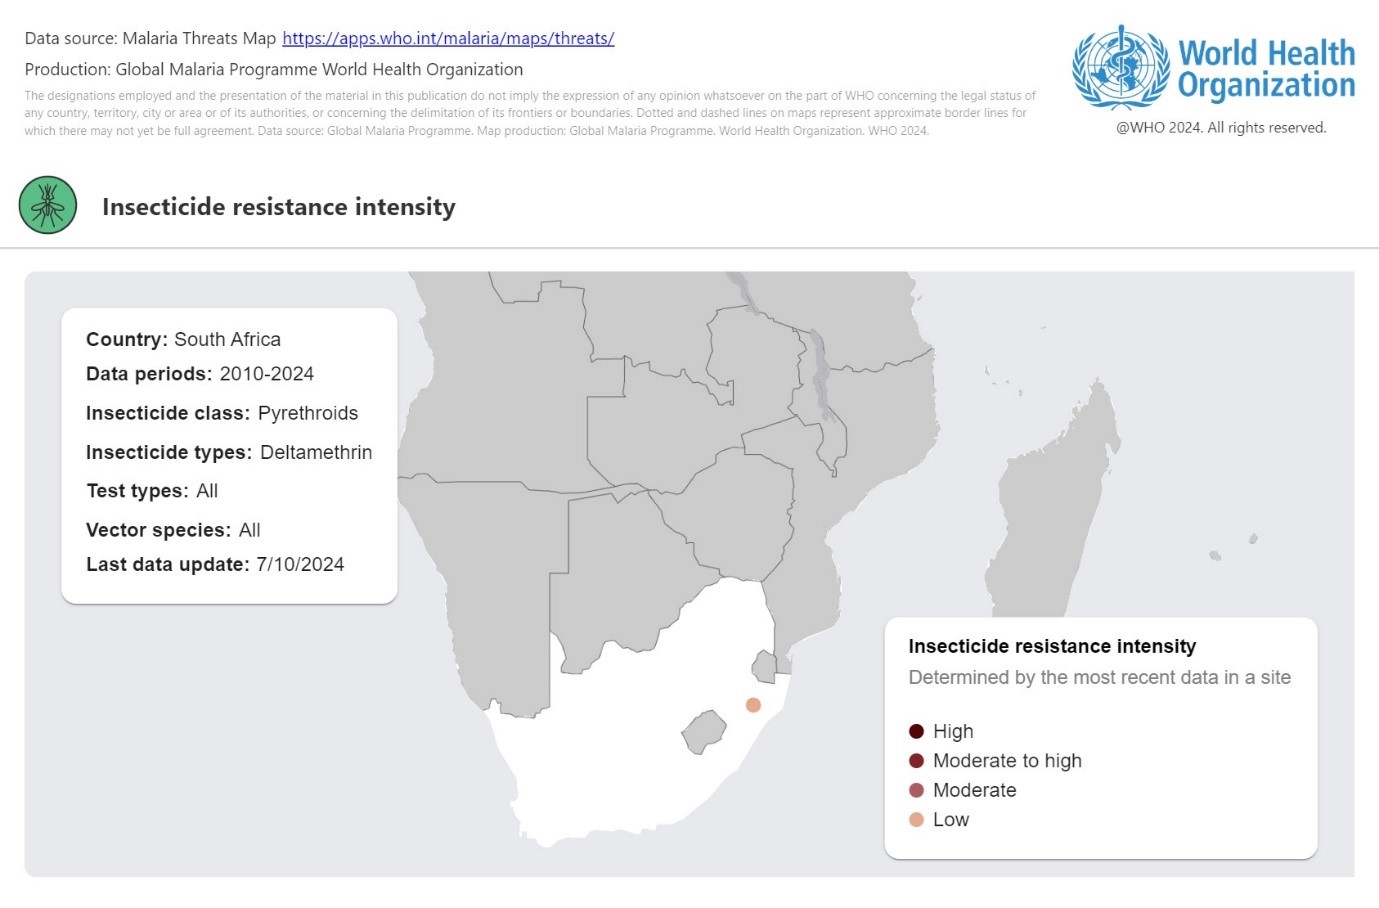 Data source: Malaria Threats Map https://apps.who.int/malaria/maps/threats/
Production: Global Malaria Programme World Health Organization
The designations employed and the presentation of the material in this publication do not imply the expression of any opinion whatsoever on the part of WHO concerning the legal status of
any country, territory, city or area or of its authorities, or concerning the delimitation of its frontiers or boundaries. Dotted and dashed lines on maps represent approximate border lines for
which there may not yet be full agreement. Data source: Global Malaria Programme. Map production: Global Malaria Programme. World Health Organization. WHO 2024.
World Health
Organization
@WHO 2024. All rights reserved.
Insecticide resistance intensity
Country: South Africa
Data periods: 2010-2024
Insecticide class: Pyrethroids
Insecticide types: Deltamethrin
Test types: All
Vector species: All
Last data update: 7/10/2024
Insecticide resistance intensity
Determined by the most recent data in a site
High
Moderate to high
Moderate
Low